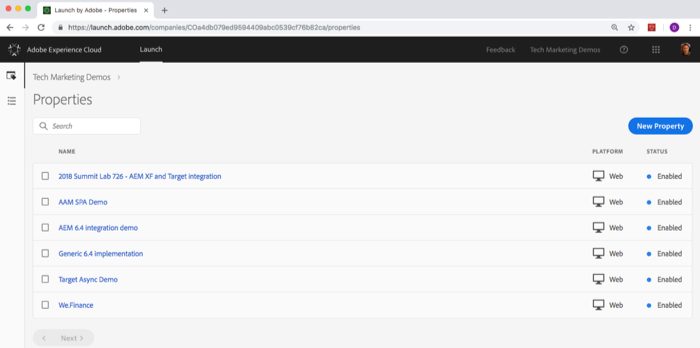 Launch by Adobe - Properties
https://launch.adobe.com/companies/COa4db079ed9594409abc0539cf76b82ca/properties
Adobe Experience Cloud Launch Feedback Tech Marketing Demos
Tech Marketing Demos
Properties
Search
New Property
NAME PLATFORM STATUS
2018 Summit Lab 726 - AEM XF and Target integration Web Enabled
AAM SPA Demo Web Enabled
AEM 6.4 integration demo Web Enabled
Generic 6.4 implementation Web Enabled
Target Async Demo Web Enabled
We.Finance Web Enabled
Next